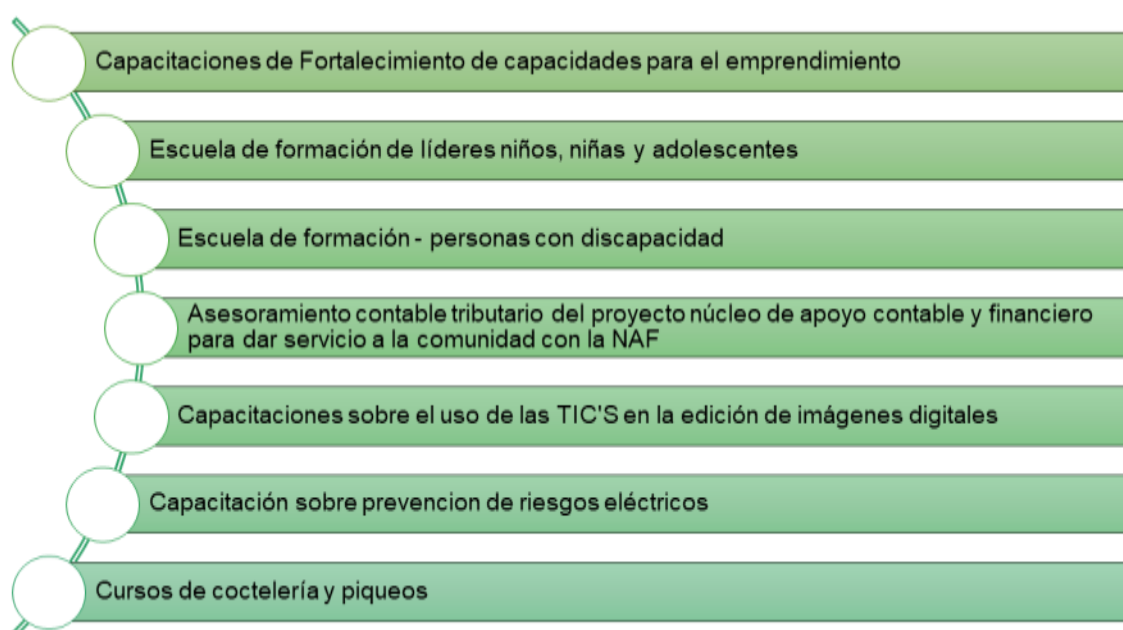 Capacitaciones de Fortalecimiento de capacidades para el emprendimiento
Escuela de formación de líderes niños, niñas y adolescentes
Escuela de formación - personas con discapacidad
Asesoramiento contable tributario del proyecto núcleo de apoyo contable y financiero
para dar servicio a la comunidad con la NAF
Capacitaciones sobre el uso de las TIC'S en la edición de imágenes digitales
Capacitación sobre prevencion de riesgos eléctricos
Cursos de coctelería y piqueos